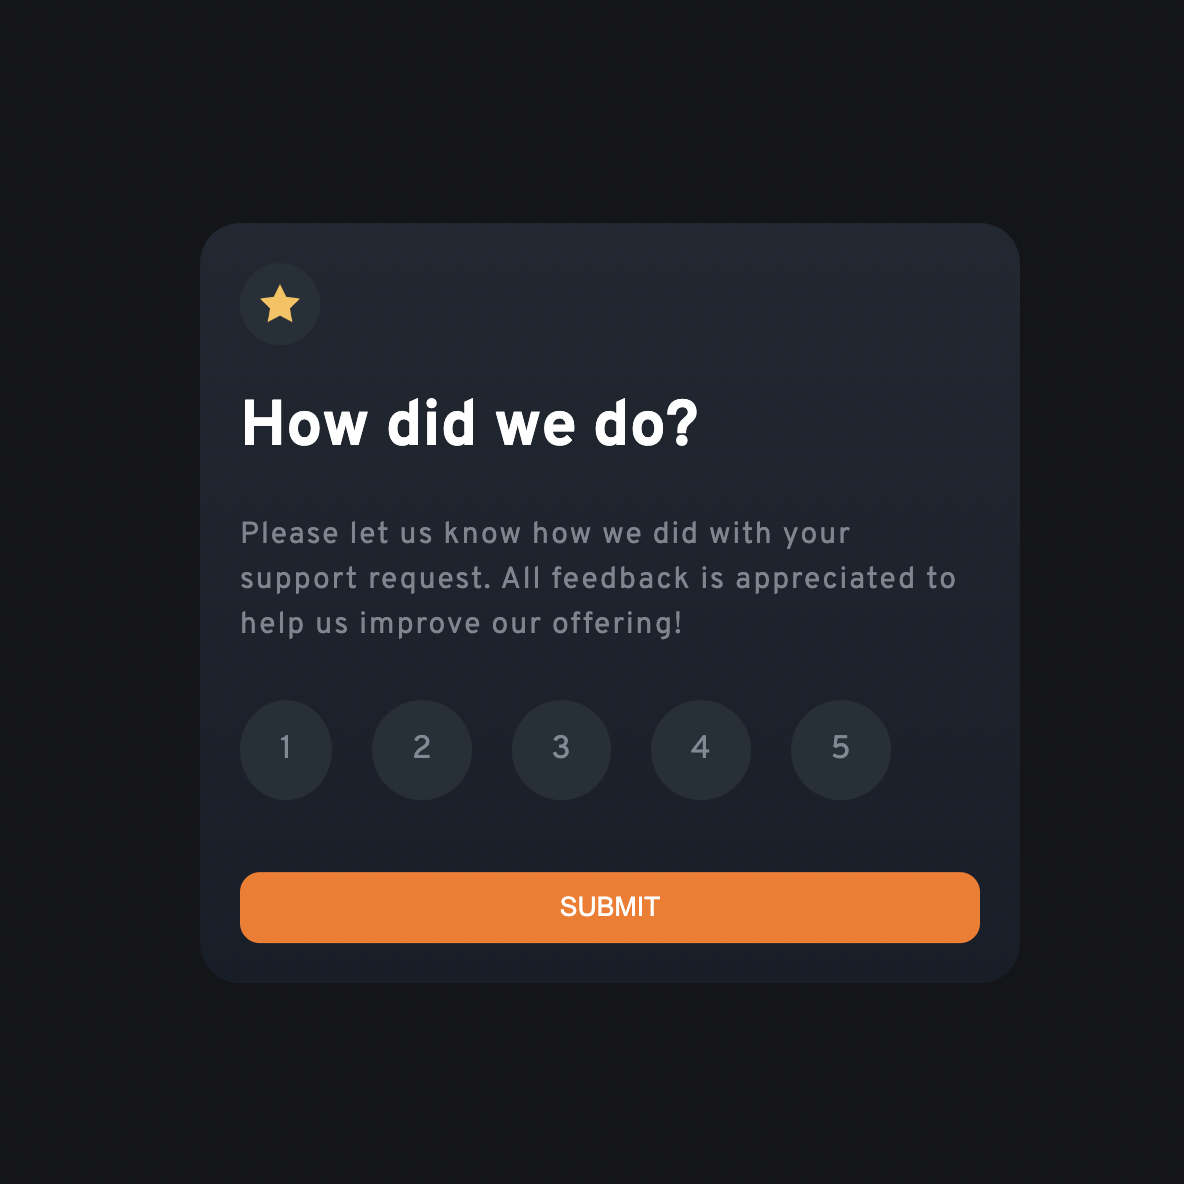 How did we do?
Please let us know how we did with your
support request. All feedback is appreciated to
help us improve our offering!
1 2 3 4 5
SUBMIT